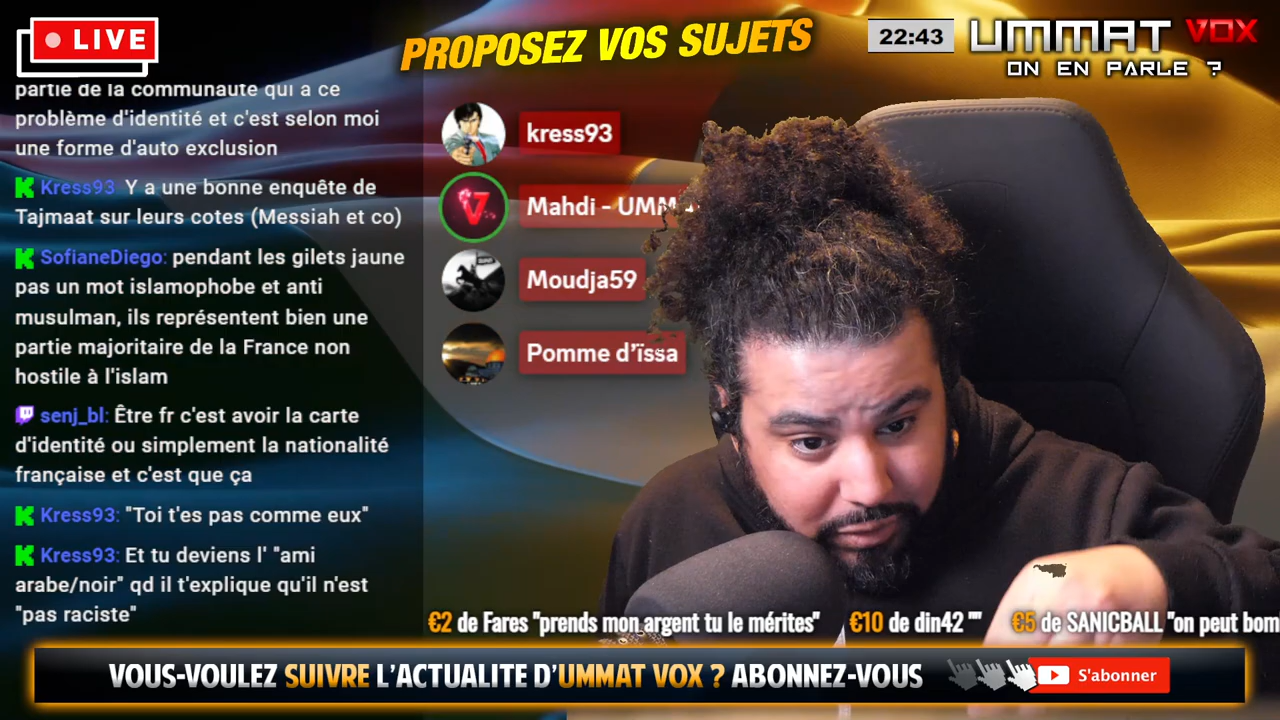 LIVE
PROPOSEZ VOS SUJETS
22:43
UMMAT VOX
ON EN PARLE ?
partie de la communauté qui a ce
problème d'identité et c'est selon moi
une forme d'auto exclusion
Kress93 Y a une bonne enquête de
Tajmaat sur leurs cotes (Messiah et co)
SofianeDiego: pendant les gilets jaune
pas un mot islamophobe et anti
musulman, ils représentent bien une
partie majoritaire de la France non
hostile à l'islam
senj_bl: Être fr c'est avoir la carte
d'identité ou simplement la nationalité
française et c'est que ça
Kress93: "Toi t'es pas comme eux"
Kress93: Et tu deviens l' "ami
arabe/noir" qd il t'explique qu'il n'est
"pas raciste"
kress93
Mahdi - UMMA
Moudja59
Pomme d'ïssa
€2 de Fares "prends mon argent tu le mérites" €10 de din42 "" €5 de SANICBALL "on peut bom
VOUS-VOULEZ SUIVRE L'ACTUALITE D'UMMAT VOX ? ABONNEZ-VOUS
S'abonner